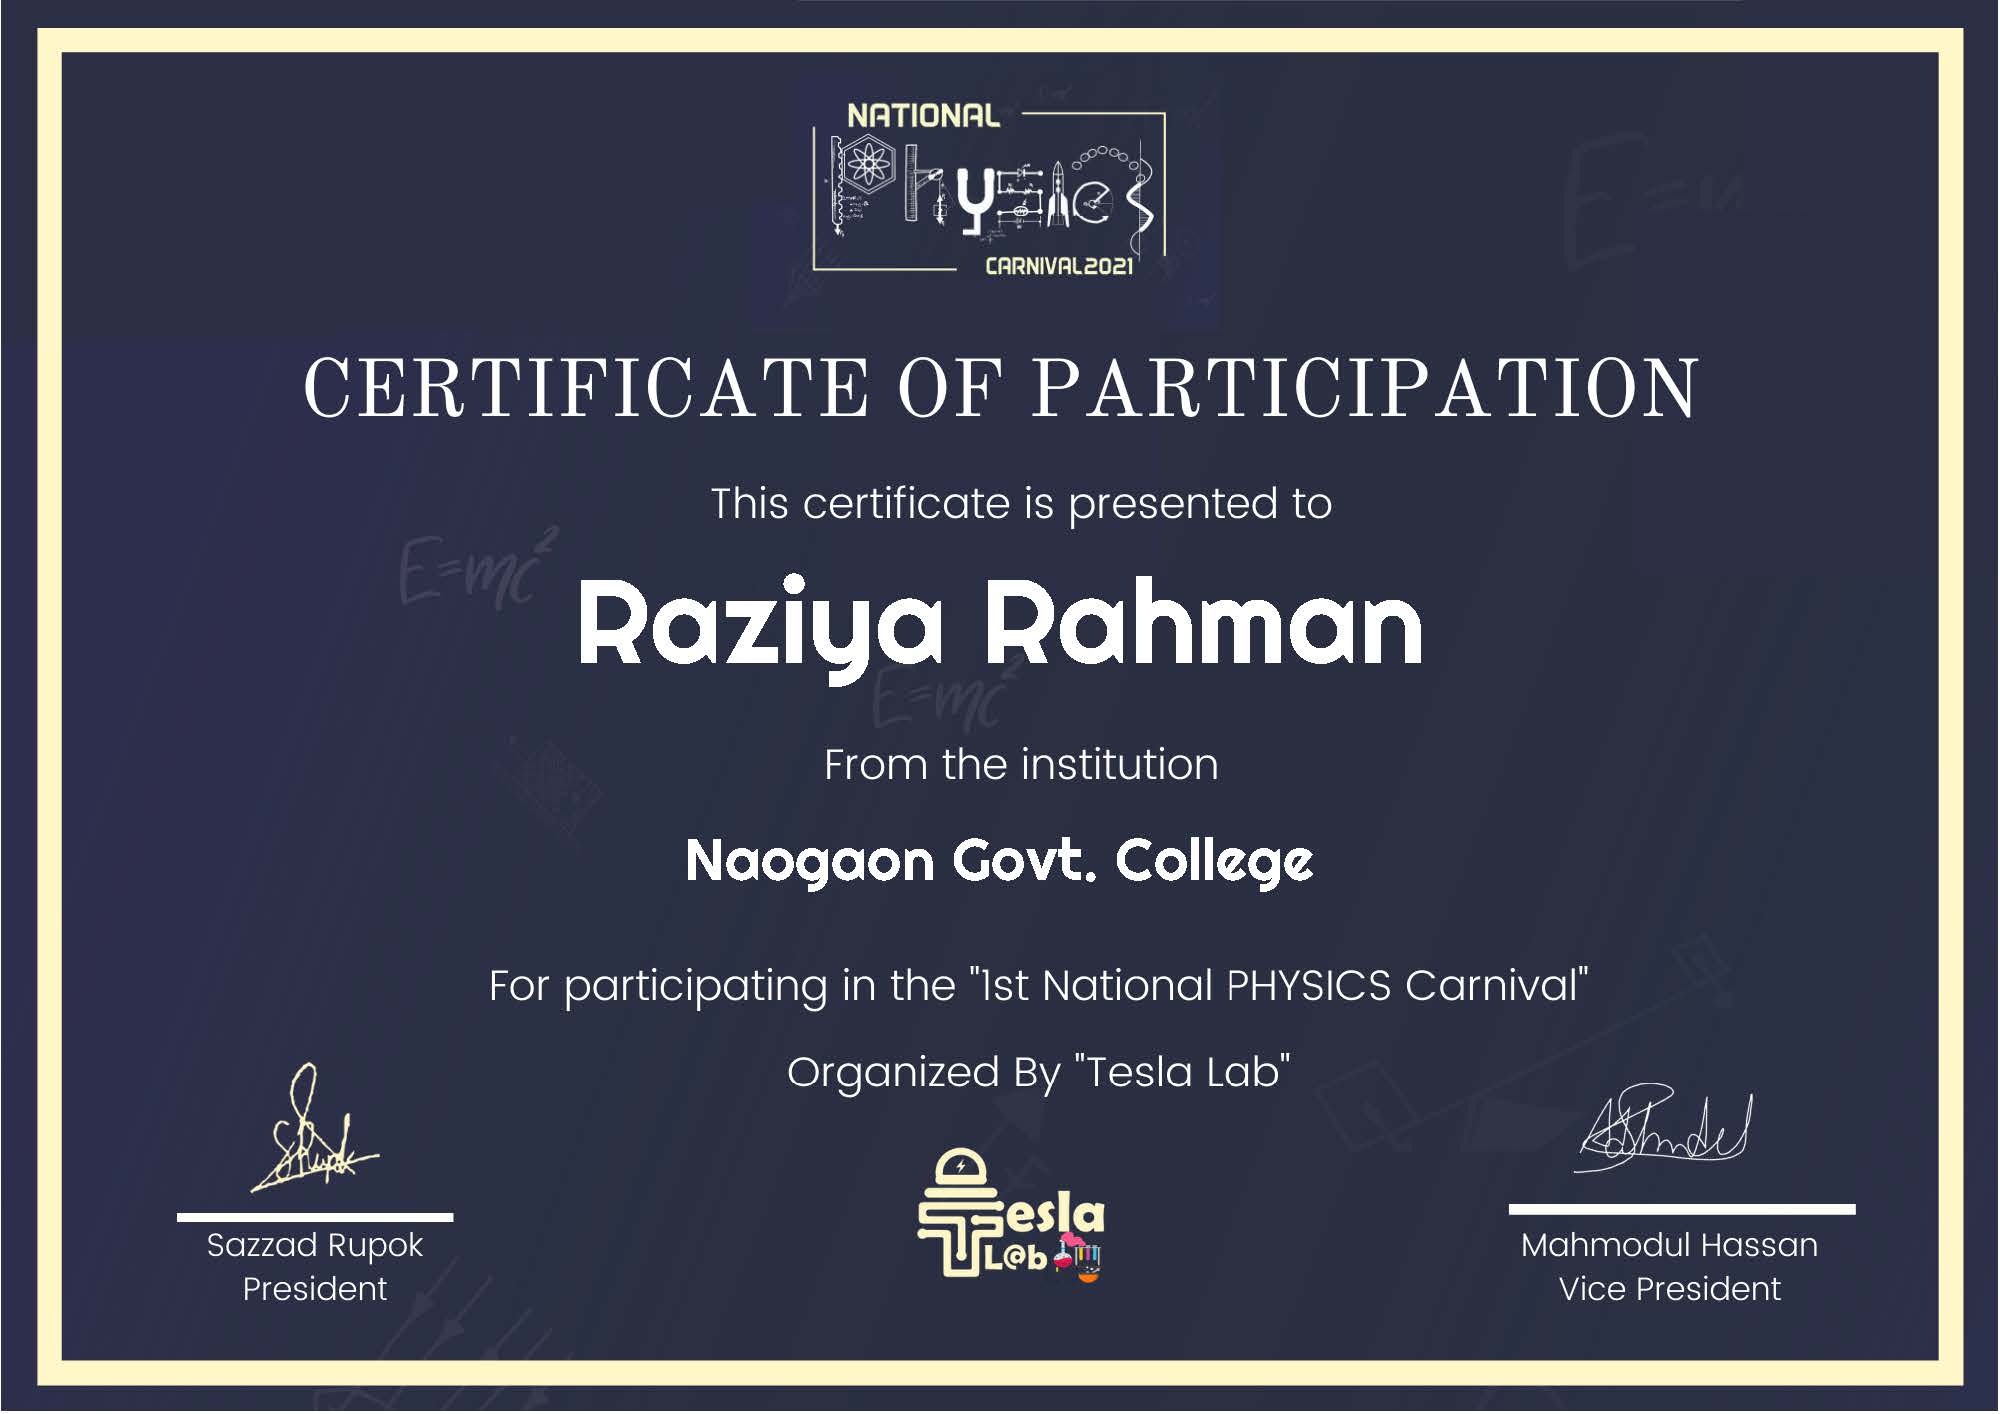 NATIONAL
Physics
CARNIVAL2021
CERTIFICATE OF PARTICIPATION
This certificate is presented to
E=mc²
Raziya Rahman
E=mc²
From the institution
Naogaon Govt. College
For participating in the "1st National PHYSICS Carnival"
Organized By "Tesla Lab"
Tesla
L@b
Sazzad Rupok
President
Mahmodul Hassan
Vice President